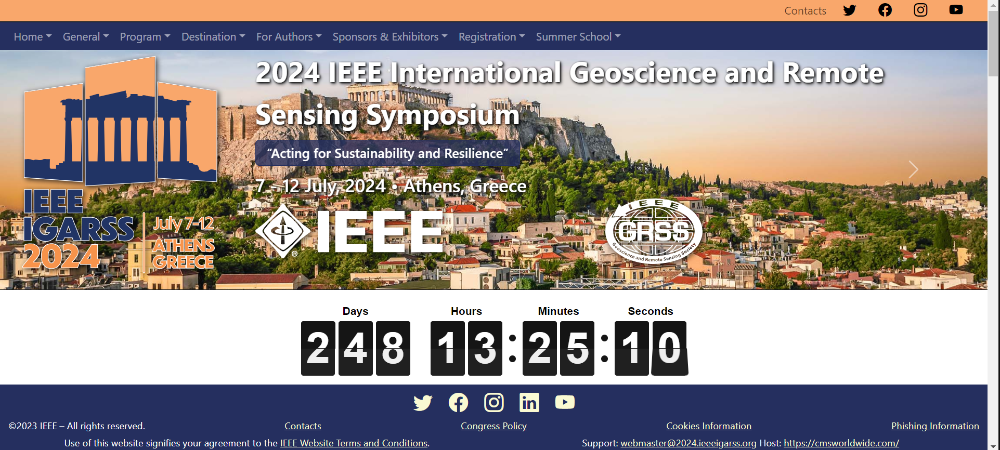 Contacts
Home General Program Destination For Authors Sponsors & Exhibitors Registration Summer School
2024 IEEE International Geoscience and Remote
Sensing Symposium
“Acting for Sustainability and Resilience”
7 - 12 July, 2024 • Athens, Greece
IEEE
IGARSS
2024
July 7-12
ATHENS
GREECE
IEEE
®
IEEE
GRSS
Geoscience and Remote Sensing Society
Days Hours Minutes Seconds
248 13:25:10
©2023 IEEE – All rights reserved. Contacts Congress Policy Cookies Information Phishing Information
Use of this website signifies your agreement to the IEEE Website Terms and Conditions. Support: webmaster@2024.ieeeigarss.org Host: https://cmsworldwide.com/